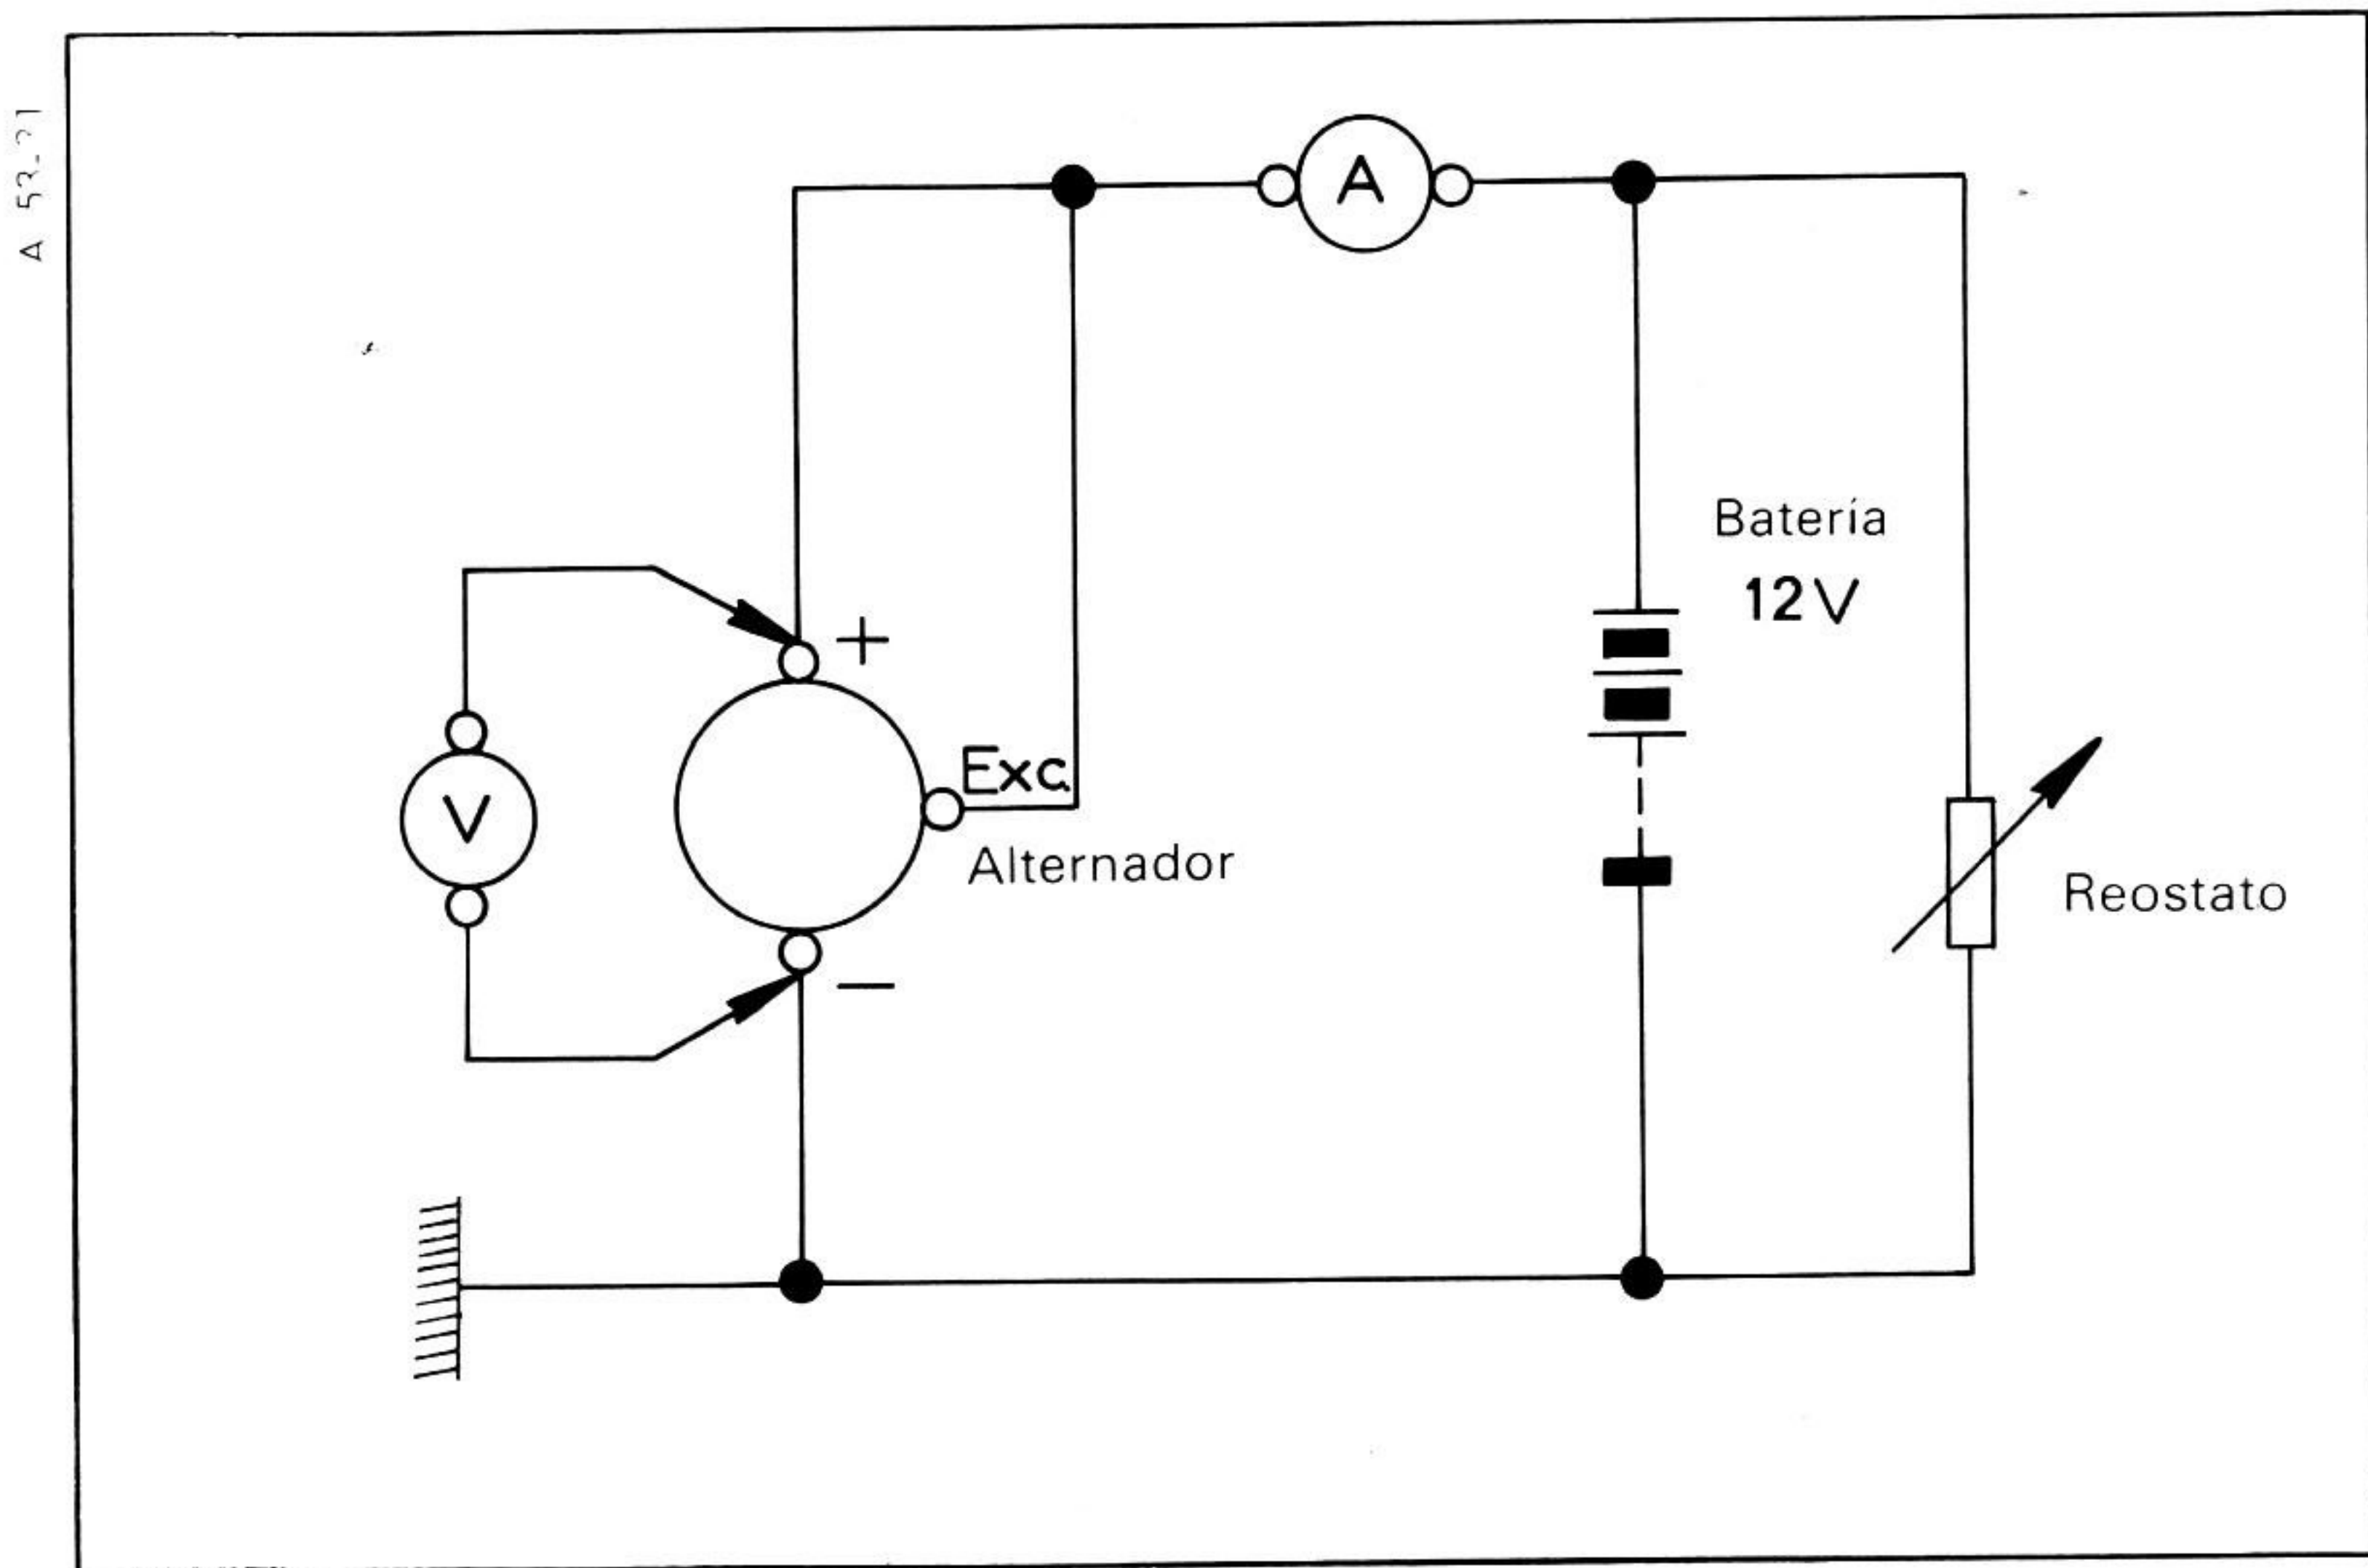 A
Batería
12V
+
Exc.
V
Alternador
Reostato
—
A